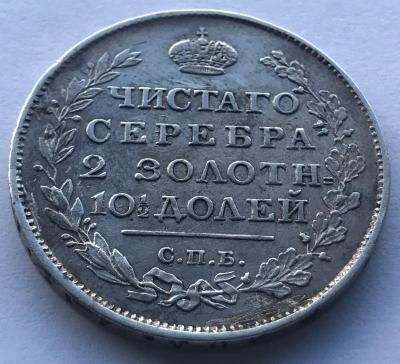 ЧИСТАГО
СЕРЕБРА
2 ЗОЛОТН=
10½ ДОЛЕЙ
С.П.Б.